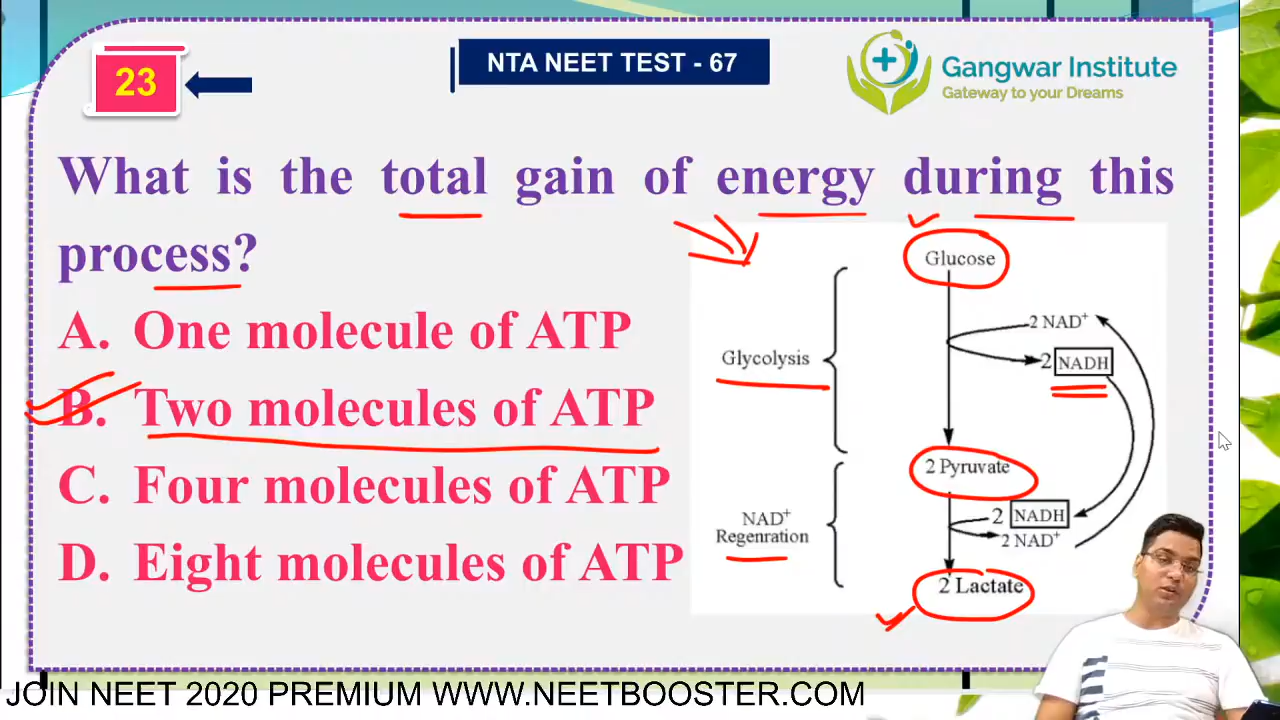 23
NTA NEET TEST - 67
Gangwar Institute
Gateway to your Dreams
What is the total gain of energy during this
process?
A. One molecule of ATP
B. Two molecules of ATP
C. Four molecules of ATP
D. Eight molecules of ATP
Glucose
2 NAD+
Glycolysis
2 NADH
2 Pyruvate
NAD+
Regenration
2 NADH
2 NAD+
2 Lactate
JOIN NEET 2020 PREMIUM WWW.NEETBOOSTER.COM